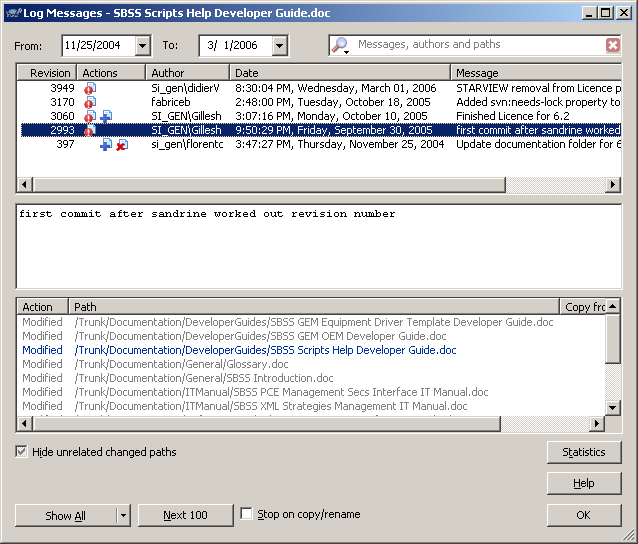 Log Messages - SBSS Scripts Help Developer Guide.doc
From: 11/25/2004 To: 3/ 1/2006 Messages, authors and paths
Revision Actions Author Date Message
3949 Si_gen\didierV 8:30:04 PM, Wednesday, March 01, 2006 STARVIEW removal from Licence p
3170 fabriceb 2:48:00 PM, Tuesday, October 18, 2005 Added svn:needs-lock property to
3060 SI_GEN\Gillesh 3:07:16 PM, Monday, October 10, 2005 Finished Licence for 6.2
2993 SI_GEN\Gillesh 9:50:29 PM, Friday, September 30, 2005 first commit after sandrine worked
397 si_gen\florentc 3:47:27 PM, Thursday, November 25, 2004 Update documentation folder for 6
first commit after sandrine worked out revision number
Action Path Copy fro
Modified /Trunk/Documentation/DeveloperGuides/SBSS GEM Equipment Driver Template Developer Guide.doc
Modified /Trunk/Documentation/DeveloperGuides/SBSS GEM OEM Developer Guide.doc
Modified /Trunk/Documentation/DeveloperGuides/SBSS Scripts Help Developer Guide.doc
Modified /Trunk/Documentation/General/Glossary.doc
Modified /Trunk/Documentation/General/SBSS Introduction.doc
Modified /Trunk/Documentation/ITManual/SBSS PCE Management Secs Interface IT Manual.doc
Modified /Trunk/Documentation/ITManual/SBSS XML Strategies Management IT Manual.doc
Hide unrelated changed paths
Statistics
Help
Show All Next 100 Stop on copy/rename OK